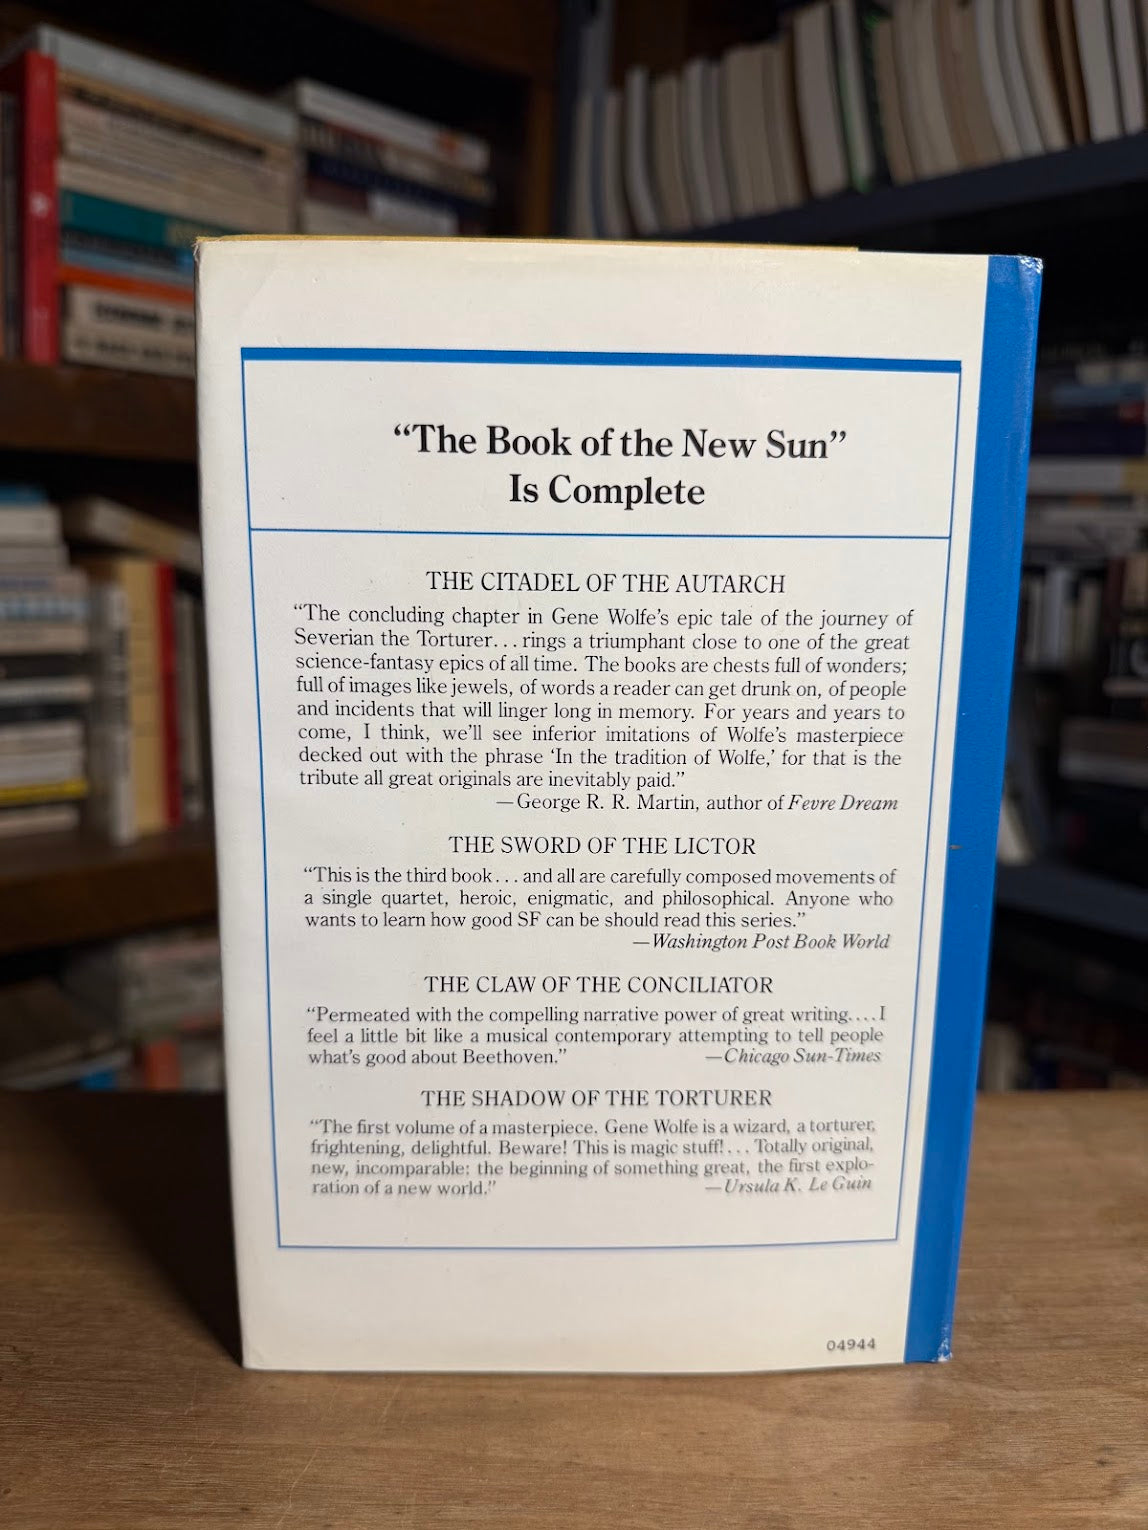 “The Book of the New Sun”
Is Complete
THE CITADEL OF THE AUTARCH
“The concluding chapter in Gene Wolfe’s epic tale of the journey of
Severian the Torturer... rings a triumphant close to one of the great
science-fantasy epics of all time. The books are chests full of wonders;
full of images like jewels, of words a reader can get drunk on, of people
and incidents that will linger long in memory. For years and years to
come, I think, we’ll see inferior imitations of Wolfe’s masterpiece
decked out with the phrase ‘In the tradition of Wolfe,’ for that is the
tribute all great originals are inevitably paid.”
—George R. R. Martin, author of Fevre Dream
THE SWORD OF THE LICTOR
“This is the third book... and all are carefully composed movements of
a single quartet, heroic, enigmatic, and philosophical. Anyone who
wants to learn how good SF can be should read this series.”
—Washington Post Book World
THE CLAW OF THE CONCILIATOR
“Permeated with the compelling narrative power of great writing....I
feel a little bit like a musical contemporary attempting to tell people
what’s good about Beethoven.” —Chicago Sun-Times
THE SHADOW OF THE TORTURER
“The first volume of a masterpiece. Gene Wolfe is a wizard, a torturer,
frightening, delightful. Beware! This is magic stuff!... Totally original,
new, incomparable: the beginning of something great, the first explo-
ration of a new world.” —Ursula K. Le Guin
04944